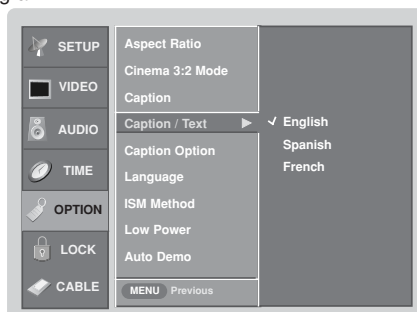 SETUP
VIDEO
AUDIO
TIME
OPTION
LOCK
CABLE
Aspect Ratio
Cinema 3:2 Mode
Caption
Caption / Text
Caption Option
Language
ISM Method
Low Power
Auto Demo
MENU Previous
English
Spanish
French